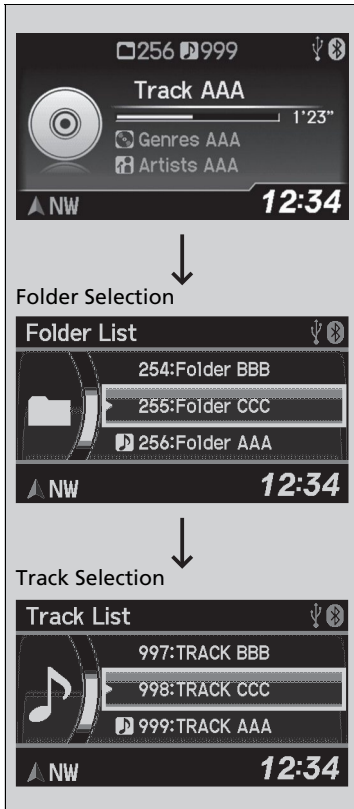 256 999
Track AAA
1'23"
Genres AAA
Artists AAA
NW 12:34
Folder Selection
Folder List
254:Folder BBB
255:Folder CCC
256:Folder AAA
NW 12:34
Track Selection
Track List
997:TRACK BBB
998:TRACK CCC
999:TRACK AAA
NW 12:34